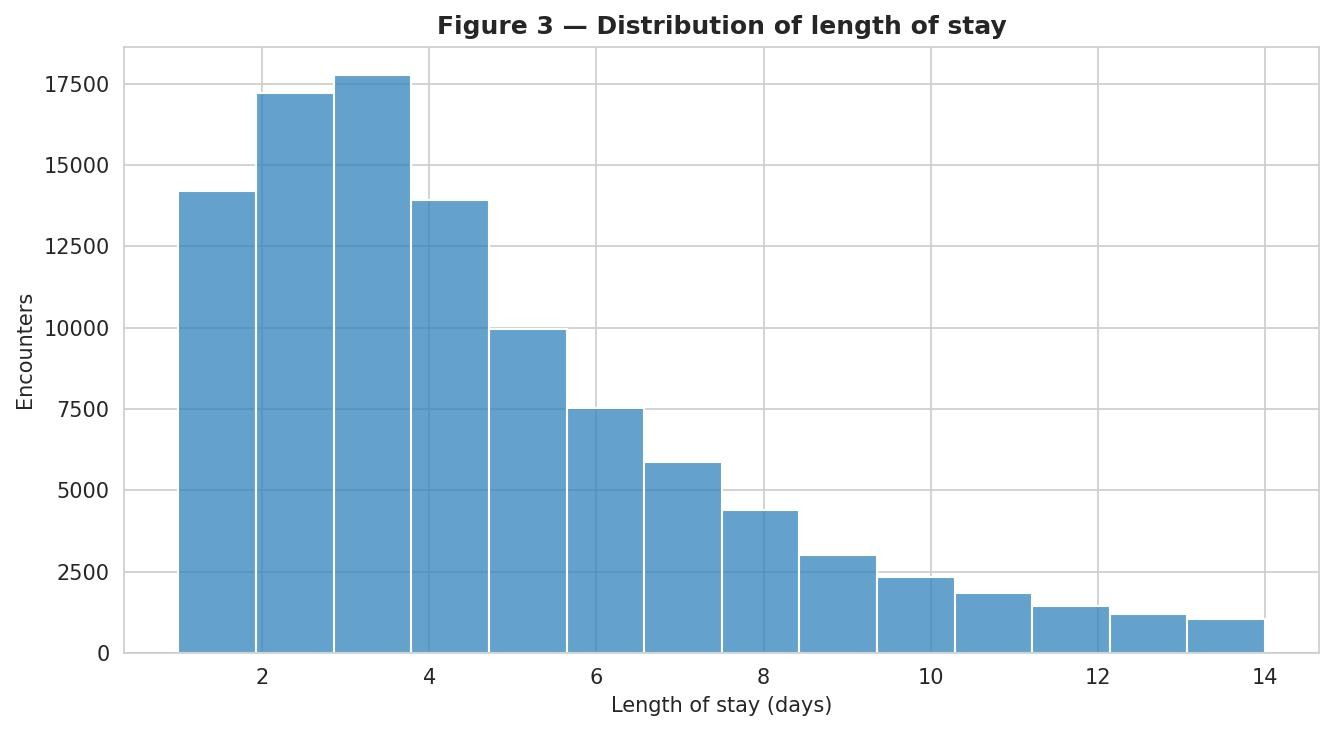 Figure 3 — Distribution of length of stay
17500
15000
12500
10000
7500
5000
2500
0
Encounters
2 4 6 8 10 12 14
Length of stay (days)